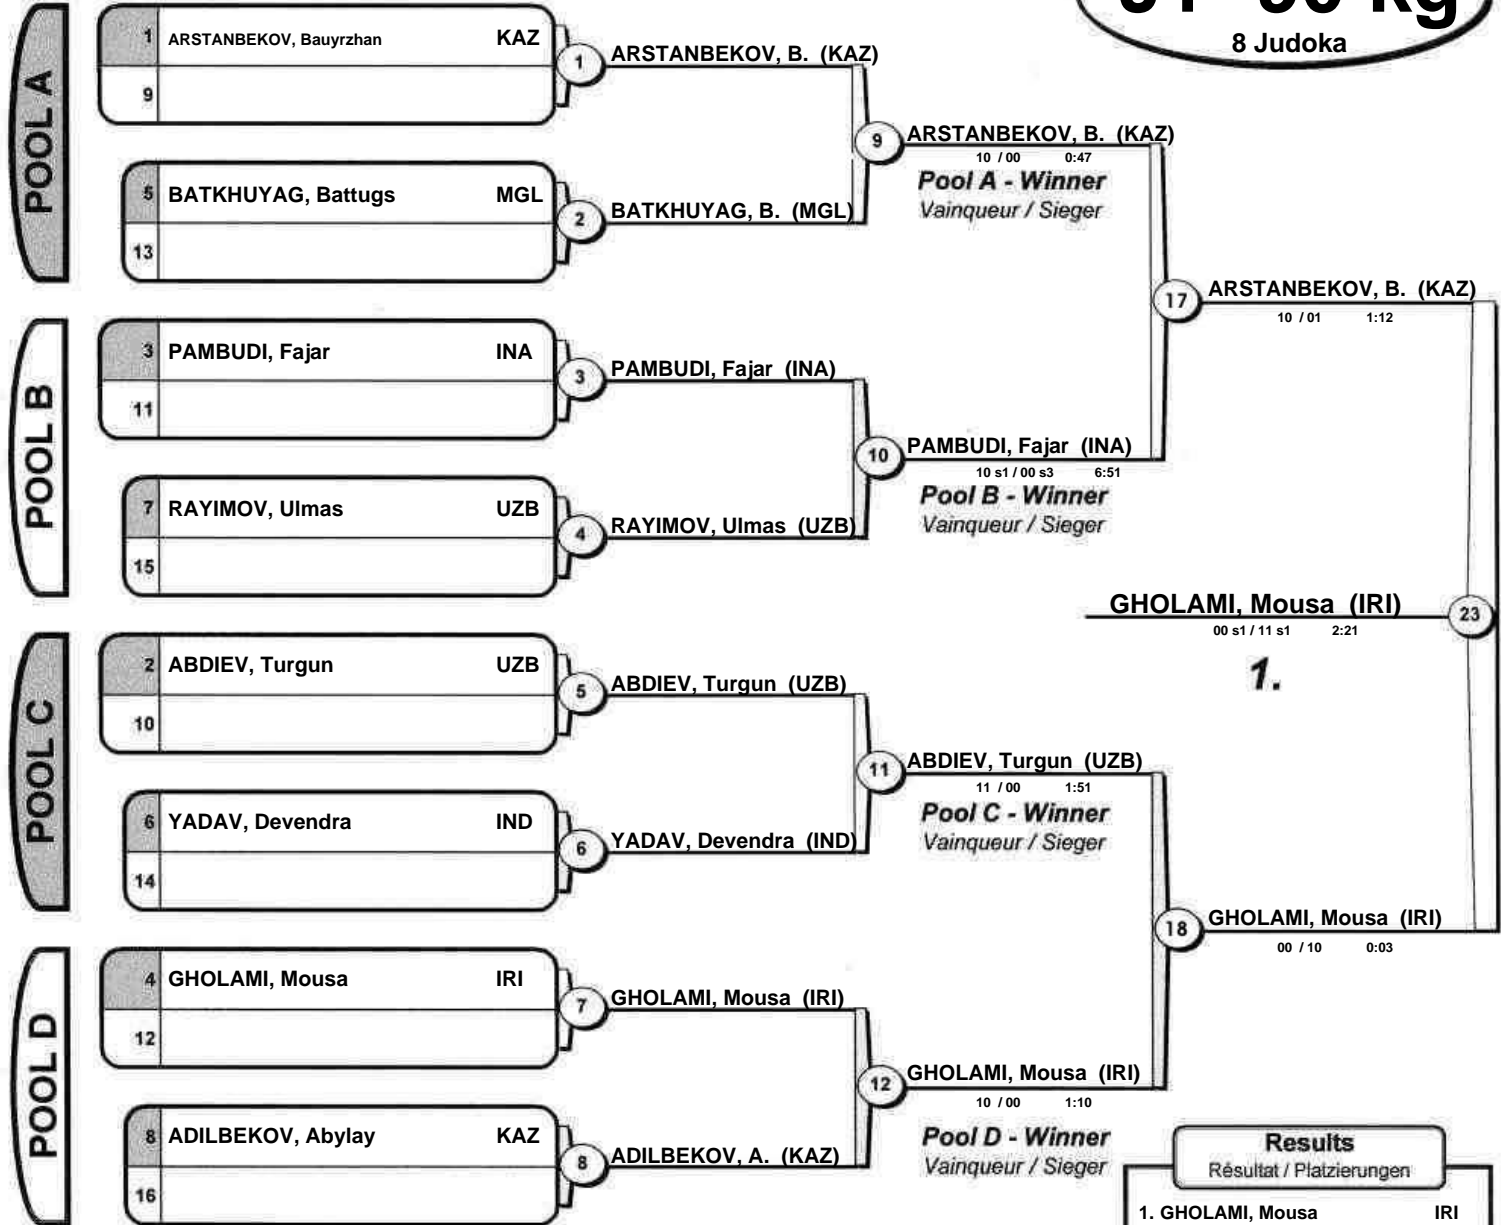 8 Judoka
POOL A
1 ARSTANBEKOV, Bauyrzhan KAZ
9
1 ARSTANBEKOV, B. (KAZ)
5 BATKHUYAG, Battugs MGL
13
2 BATKHUYAG, B. (MGL)
9 ARSTANBEKOV, B. (KAZ)
10 / 00 0:47
Pool A - Winner
Vainqueur / Sieger
POOL B
3 PAMBUDI, Fajar INA
11
3 PAMBUDI, Fajar (INA)
7 RAYIMOV, Ulmas UZB
15
4 RAYIMOV, Ulmas (UZB)
10 PAMBUDI, Fajar (INA)
10 s1 / 00 s3 6:51
Pool B - Winner
Vainqueur / Sieger
17 ARSTANBEKOV, B. (KAZ)
10 / 01 1:12
GHOLAMI, Mousa (IRI) 23
00 s1 / 11 s1 2:21
1.
POOL C
2 ABDIEV, Turgun UZB
10
5 ABDIEV, Turgun (UZB)
6 YADAV, Devendra IND
14
6 YADAV, Devendra (IND)
11 ABDIEV, Turgun (UZB)
11 / 00 1:51
Pool C - Winner
Vainqueur / Sieger
18 GHOLAMI, Mousa (IRI)
00 / 10 0:03
POOL D
4 GHOLAMI, Mousa IRI
12
7 GHOLAMI, Mousa (IRI)
8 ADILBEKOV, Abylay KAZ
16
8 ADILBEKOV, A. (KAZ)
12 GHOLAMI, Mousa (IRI)
10 / 00 1:10
Pool D - Winner
Vainqueur / Sieger
Results
Résultat / Platzierungen
1. GHOLAMI, Mousa IRI